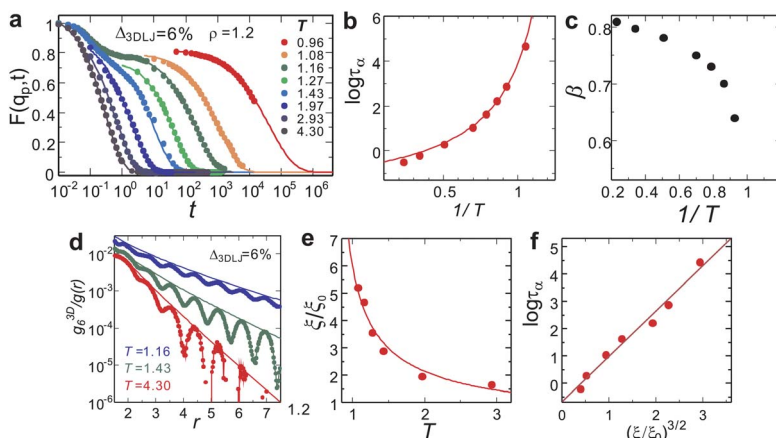 a
Δ3DLJ=6% ρ=1.2
T
0.96
1.08
1.16
1.27
1.43
1.97
2.93
4.30
F(qp,t)
1
0.8
0.6
0.4
0.2
0
10⁻² 10⁻¹ 10⁰ 10¹ 10² 10³ 10⁴ 10⁵ 10⁶
t
b
logτα
6
4
2
0
0.5 1
1/T
c
β
0.8
0.7
0.6
0.2 0.4 0.6 0.8 1
1/T
d
Δ3DLJ=6%
g₆³ᴰ/g(r)
10⁻²
10⁻³
10⁻⁴
10⁻⁵
10⁻⁶
T=1.16
T=1.43
T=4.30
2 3 4 5 6 7
1.2
r
e
ξ/ξ₀
7
6
5
4
3
2
1
1 2 3
T
f
logτα
5
4
3
2
1
0
0 1 2 3
(ξ/ξ₀)³/²